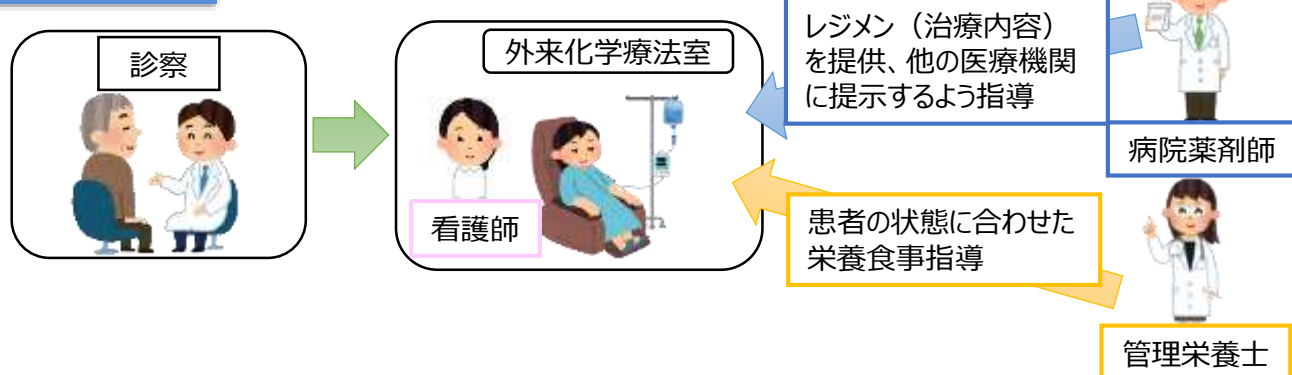 診察
外来化学療法室
看護師
レジメン（治療内容）
を提供、他の医療機関
に提示するよう指導
病院薬剤師
患者の状態に合わせた
栄養食事指導
管理栄養士